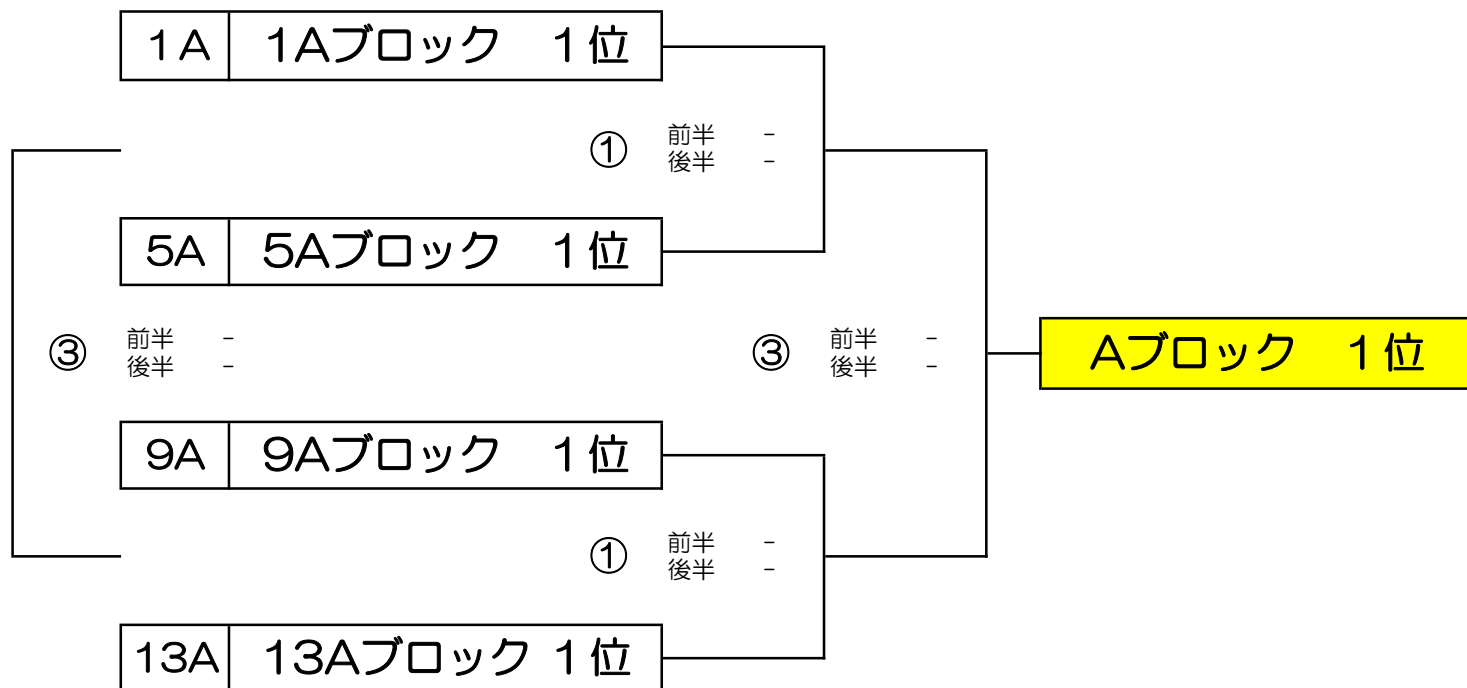 1A 1Aブロック　1位
① 前半 -
後半 -
5A 5Aブロック　1位
③ 前半 -
後半 -
③ 前半 -
後半 -
Aブロック　1位
9A 9Aブロック　1位
① 前半 -
後半 -
13A 13Aブロック 1位